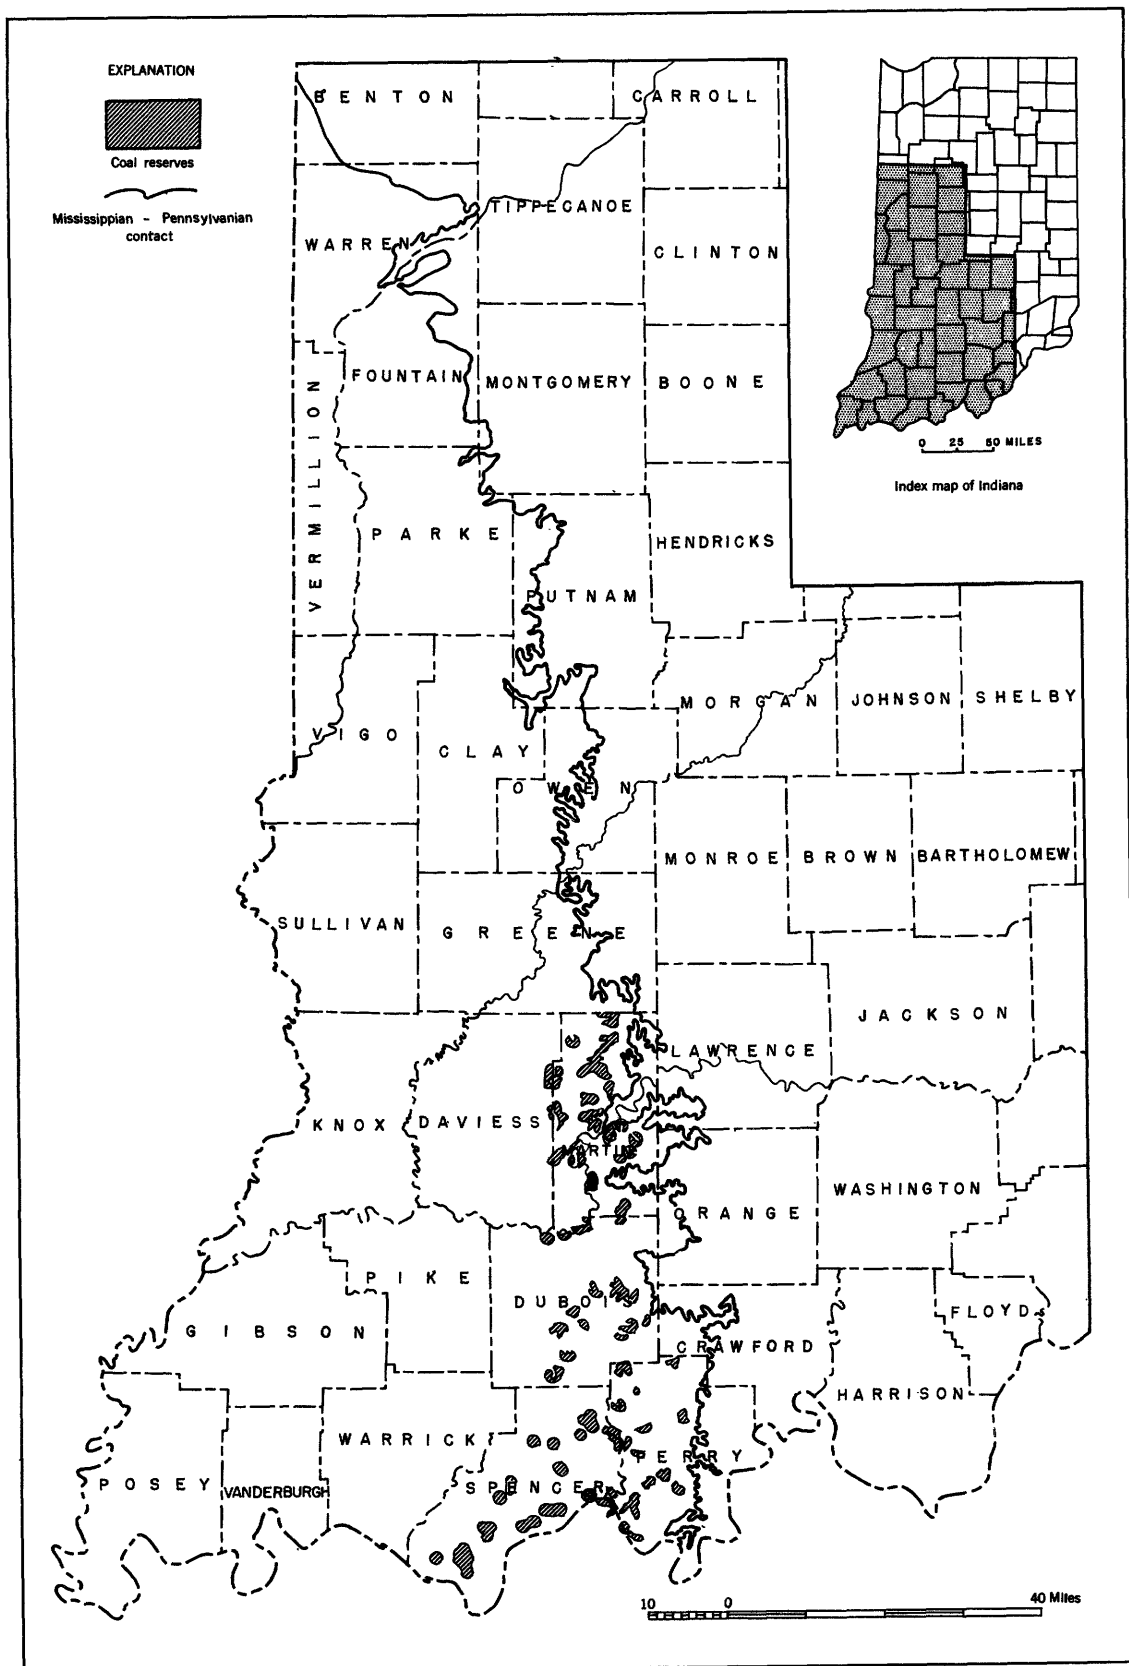 EXPLANATION
Coal reserves
Mississippian - Pennsylvanian
contact
BENTON
CARROLL
TIPPECANOE
WARREN
CLINTON
FOUNTAIN
MONTGOMERY
BOONE
0 25 50 MILES
Index map of Indiana
VERMILLION
PARKE
HENDRICKS
PUTNAM
MORGAN
JOHNSON
SHELBY
VIGO
CLAY
OWEN
MONROE
BROWN
BARTHOLOMEW
SULLIVAN
GREENE
JACKSON
LAWRENCE
KNOX
DAVIESS
MARTIN
WASHINGTON
ORANGE
PIKE
DUBOIS
GIBSON
FLOYD
CRAWFORD
HARRISON
WARRICK
PERRY
POSEY
VANDERBURGH
SPENCER
10 0 40 Miles